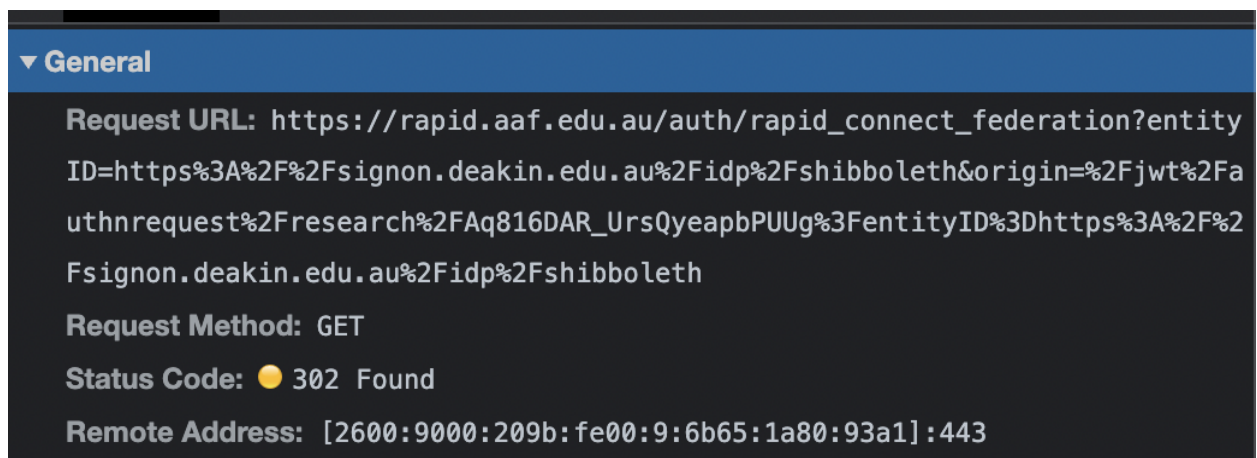 General
Request URL: https://rapid.aaf.edu.au/auth/rapid_connect_federation?entity
ID=https%3A%2F%2Fsignon.deakin.edu.au%2Fidp%2Fshibboleth&origin=%2Fjwt%2Fa
uthnrequest%2Fresearch%2FAq816DAR_UrsQyeapbPUUg%3FentityID%3Dhttps%3A%2F%2
Fsignon.deakin.edu.au%2Fidp%2Fshibboleth
Request Method: GET
Status Code: 302 Found
Remote Address: [2600:9000:209b:fe00:9:6b65:1a80:93a1]:443